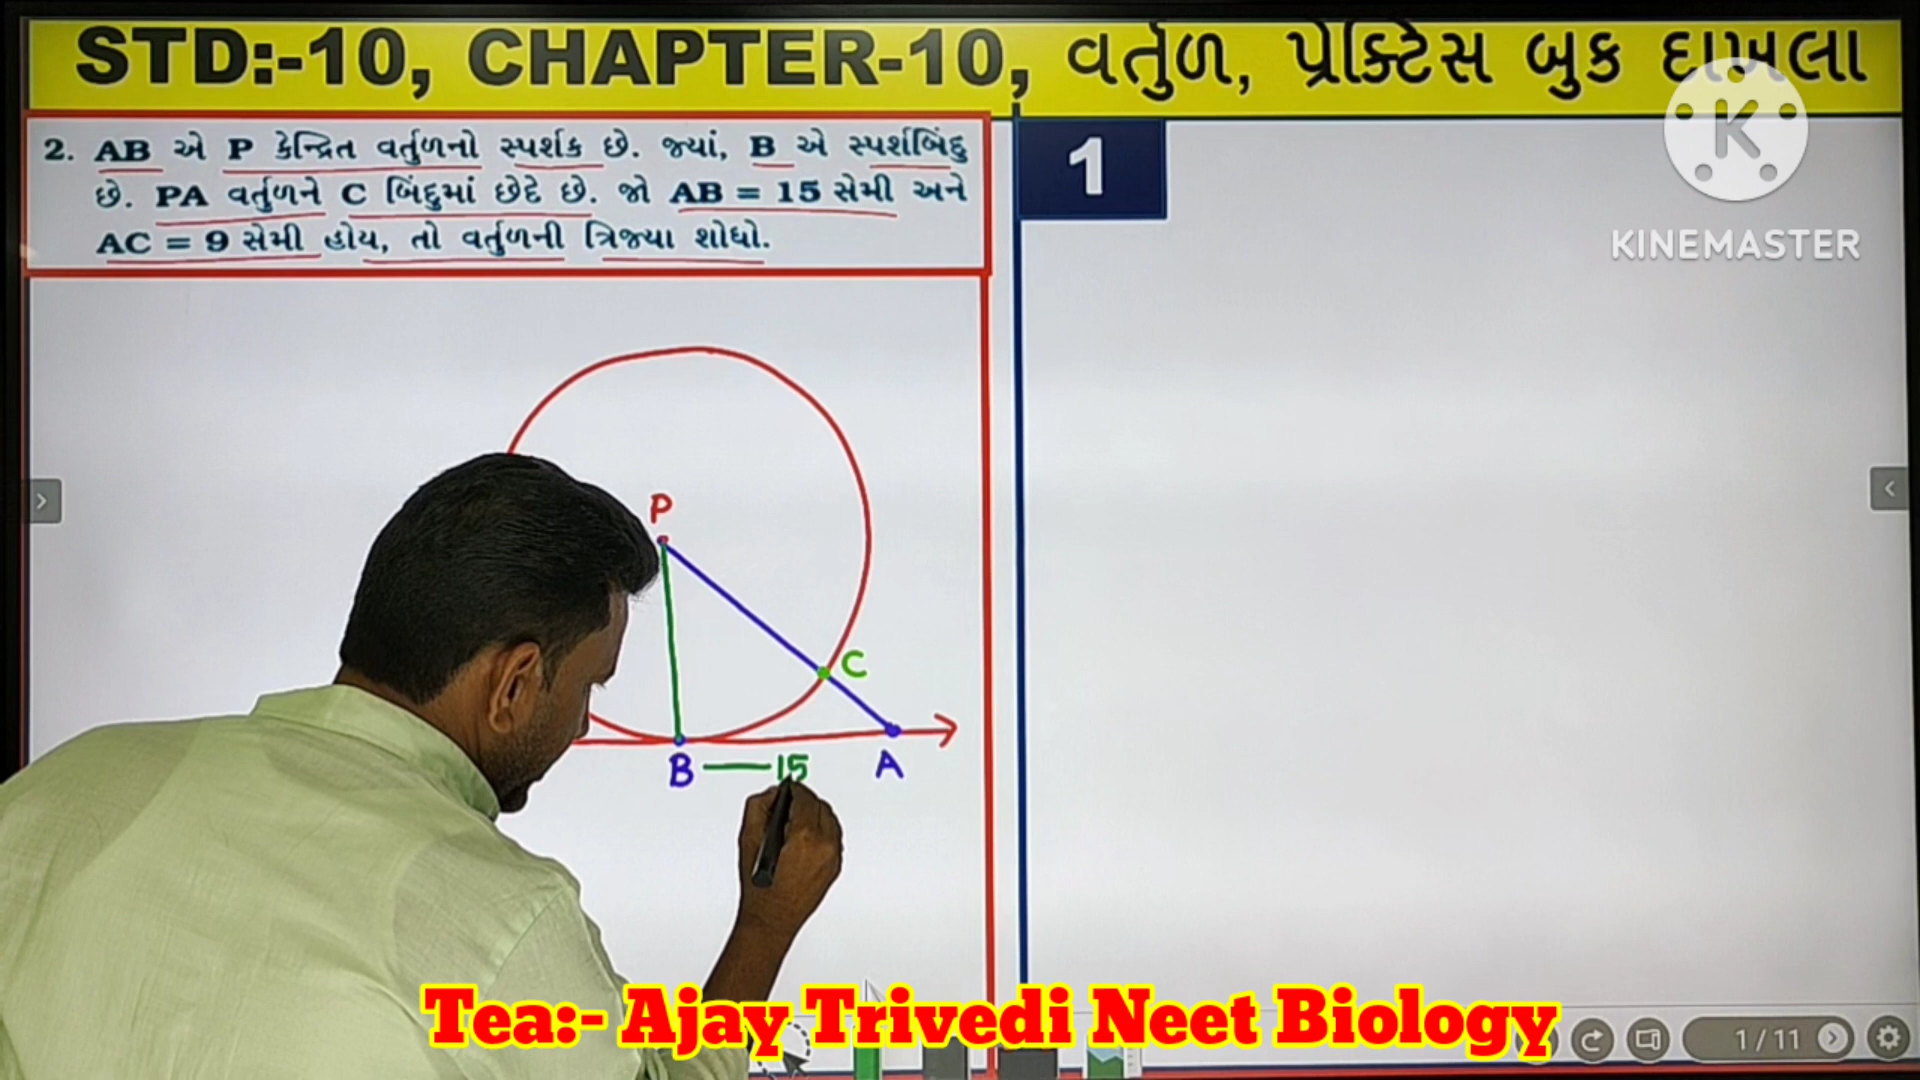 STD:-10, CHAPTER-10, વર્તુળ, પ્રેક્ટિસ બુક દાખલા
2. AB એ P કેન્દ્રિત વર્તુળનો સ્પર્શક છે. જ્યાં, B એ સ્પર્શબિંદુ
છે. PA વર્તુળને C બિંદુમાં છેદે છે. જો AB = 15 સેમી અને
AC = 9 સેમી હોય, તો વર્તુળની ત્રિજ્યા શોધો.
1
K
KINEMASTER
P
C
B 15 A
Tea:- Ajay Trivedi Neet Biology
1/11